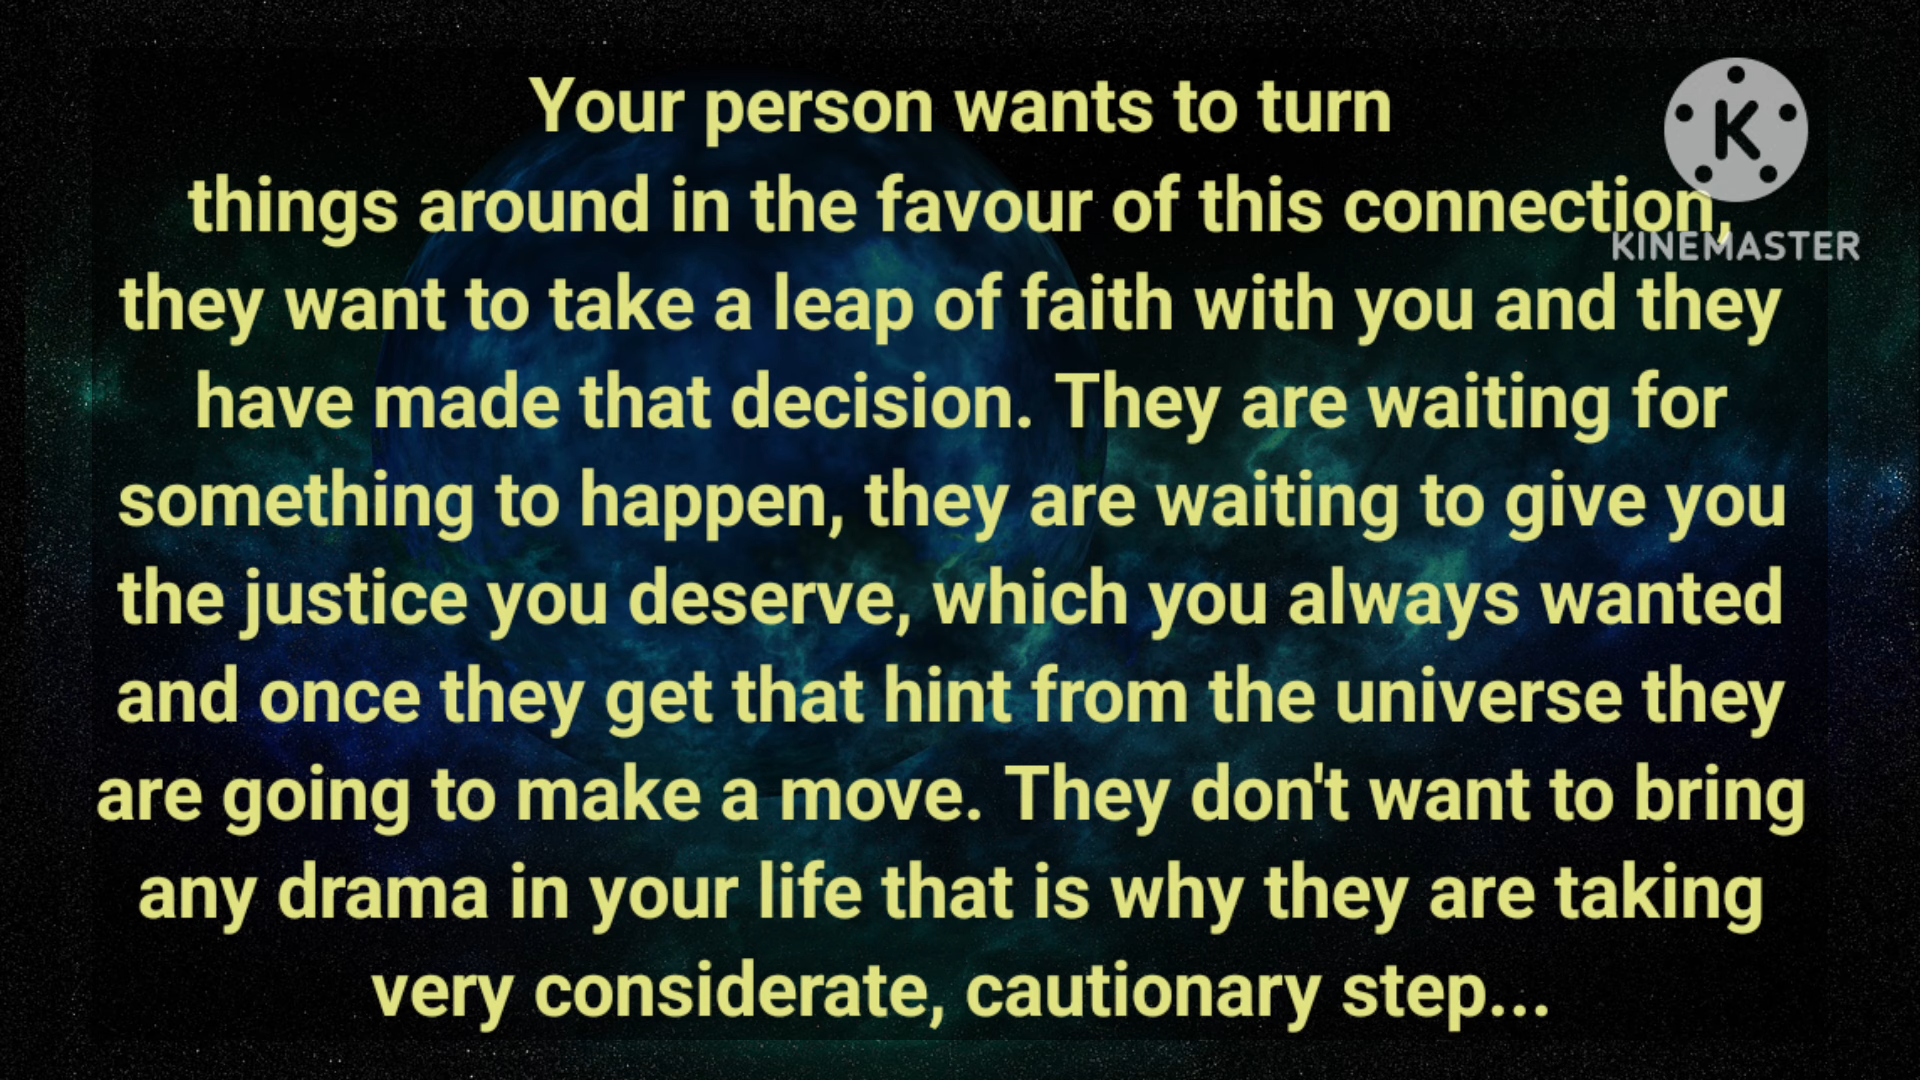 Your person wants to turn
things around in the favour of this connection,
they want to take a leap of faith with you and they
have made that decision. They are waiting for
something to happen, they are waiting to give you
the justice you deserve, which you always wanted
and once they get that hint from the universe they
are going to make a move. They don't want to bring
any drama in your life that is why they are taking
very considerate, cautionary step...
K
KINEMASTER